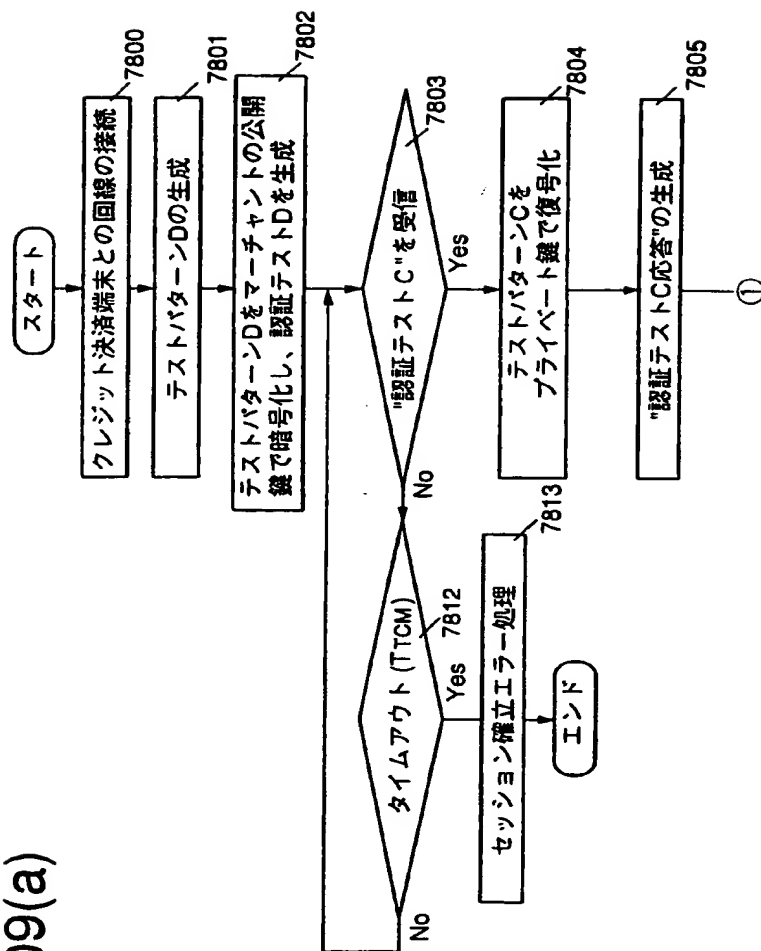 09(a)
スタート
クレジット決済端末との回線の接続
7800
テストパターンDの生成
7801
テストパターンDをマーチャントの公開
鍵で暗号化し、認証テストDを生成
7802
"認証テストC"を受信
7803
Yes
No
テストパターンCを
プライベート鍵で復号化
7804
"認証テストC応答"の生成
7805
①
タイムアウト(TTCM)
7812
Yes
No
セッション確立エラー処理
7813
エンド